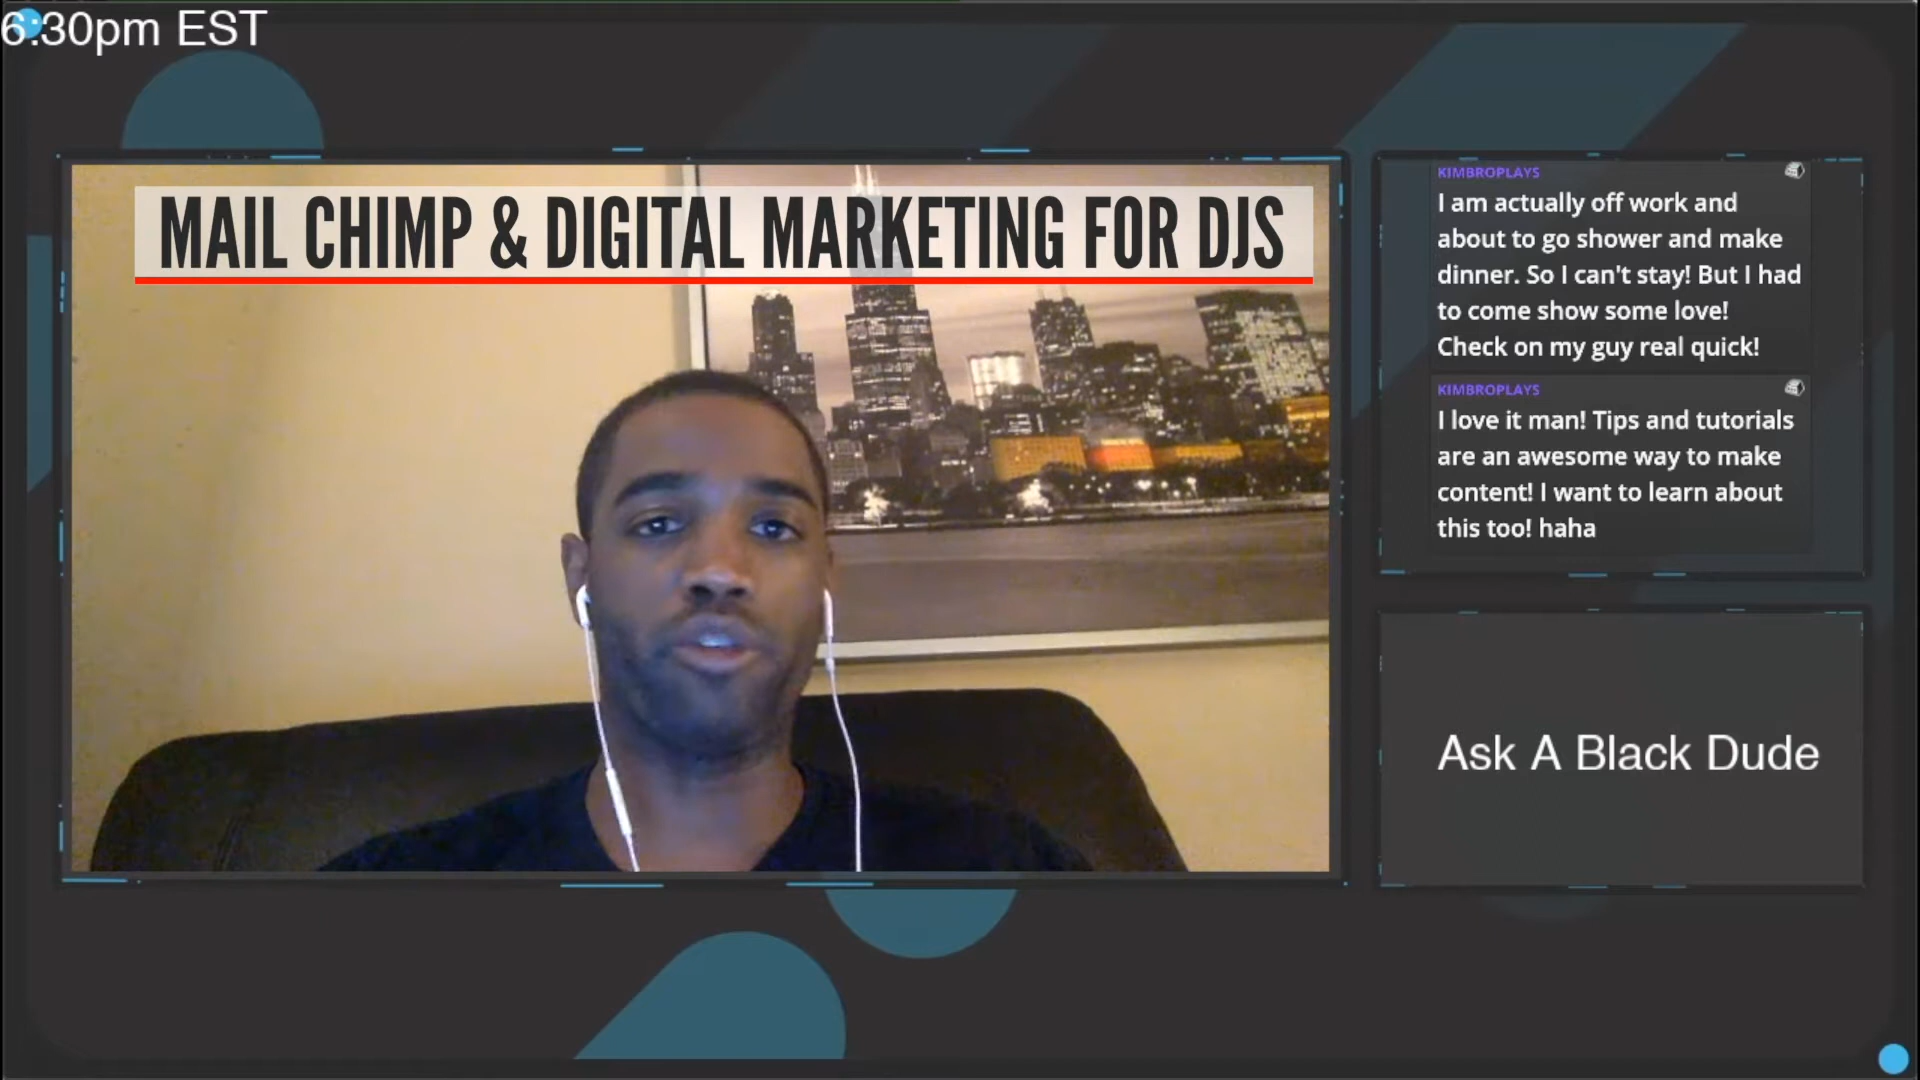 6:30pm EST
MAIL CHIMP & DIGITAL MARKETING FOR DJS
KIMBROPLAYS
I am actually off work and
about to go shower and make
dinner. So I can't stay! But I had
to come show some love!
Check on my guy real quick!
KIMBROPLAYS
I love it man! Tips and tutorials
are an awesome way to make
content! I want to learn about
this too! haha
Ask A Black Dude